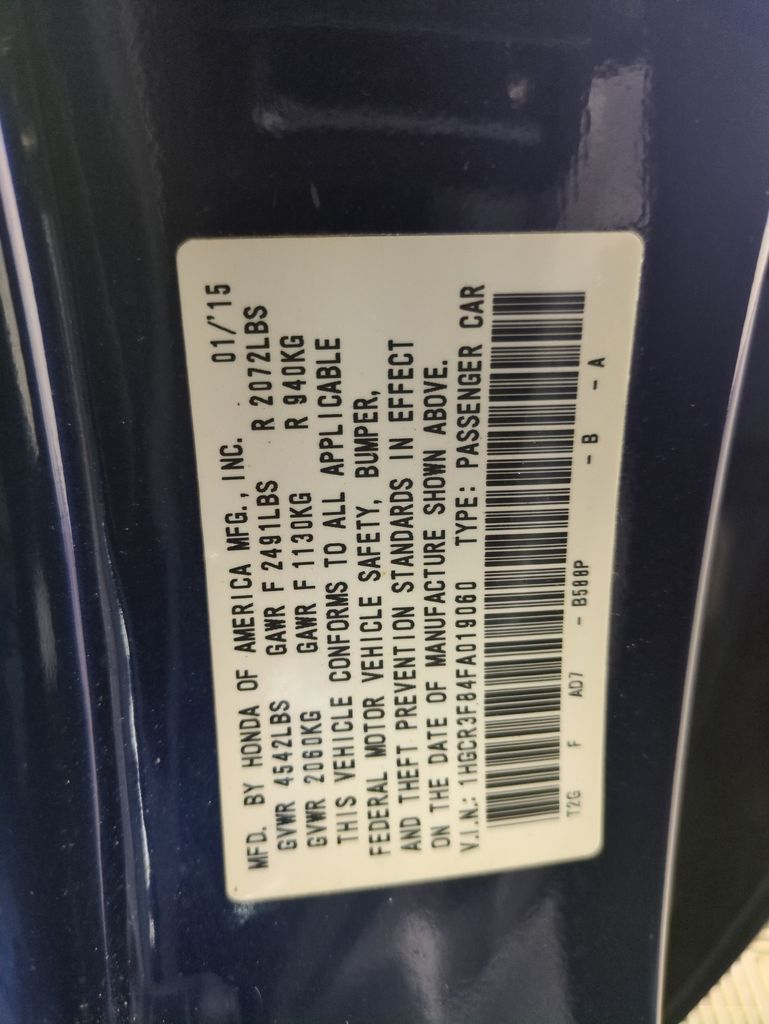 MFD. BY HONDA OF AMERICA MFG., INC. 01/'15
GVWR 4542LBS GAWR F 2491LBS R 2072LBS
GVWR 2060KG GAWR F 1130KG R 940KG
THIS VEHICLE CONFORMS TO ALL APPLICABLE
FEDERAL MOTOR VEHICLE SAFETY, BUMPER,
AND THEFT PREVENTION STANDARDS IN EFFECT
ON THE DATE OF MANUFACTURE SHOWN ABOVE.
V.I.N.: 1HGCR3F84FA019060 TYPE: PASSENGER CAR
T2G F AD7 - B588P - B - A